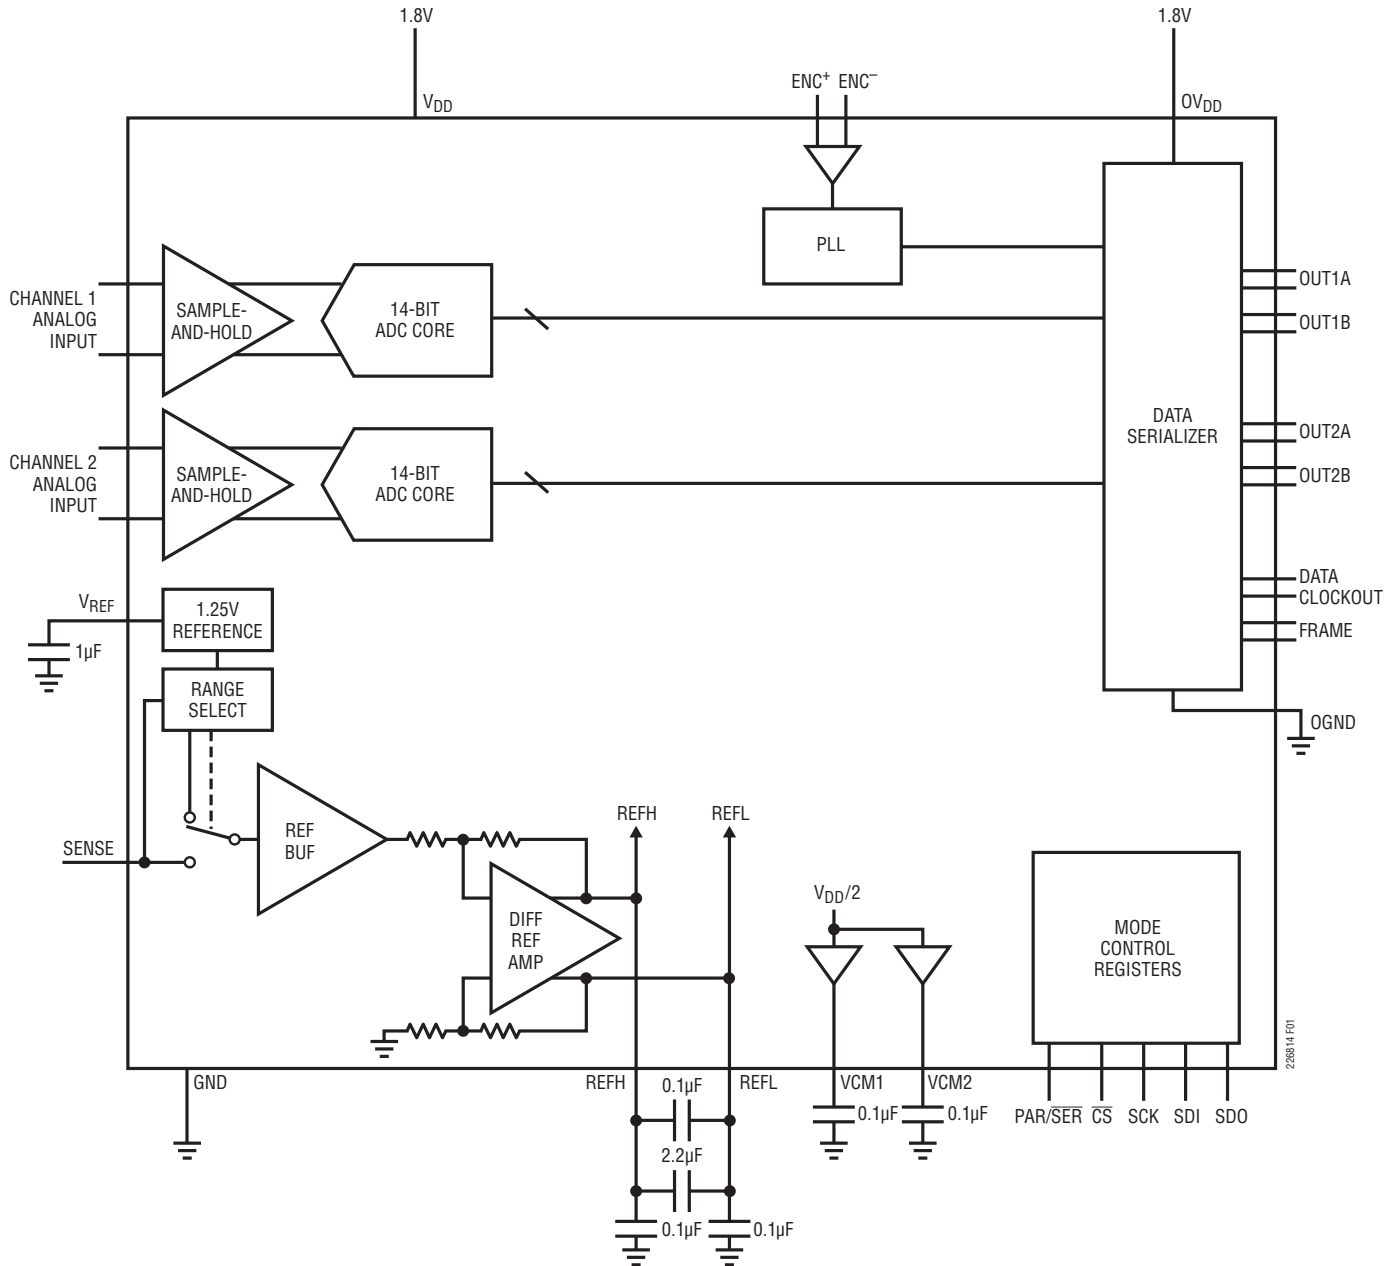 1.8V
1.8V
ENC+ ENC−
VDD
OVDD
PLL
CHANNEL 1
ANALOG
INPUT
SAMPLE-
AND-HOLD
14-BIT
ADC CORE
OUT1A
OUT1B
CHANNEL 2
ANALOG
INPUT
SAMPLE-
AND-HOLD
14-BIT
ADC CORE
DATA
SERIALIZER
OUT2A
OUT2B
DATA
CLOCKOUT
FRAME
VREF
1µF
1.25V
REFERENCE
RANGE
SELECT
OGND
SENSE
REF
BUF
REFH
REFL
DIFF
REF
AMP
VDD/2
MODE
CONTROL
REGISTERS
226814 F01
GND
REFH
REFL
VCM1
VCM2
0.1µF
0.1µF
0.1µF
PAR/S̅E̅R̅
C̅S̅
SCK
SDI
SDO
2.2µF
0.1µF
0.1µF